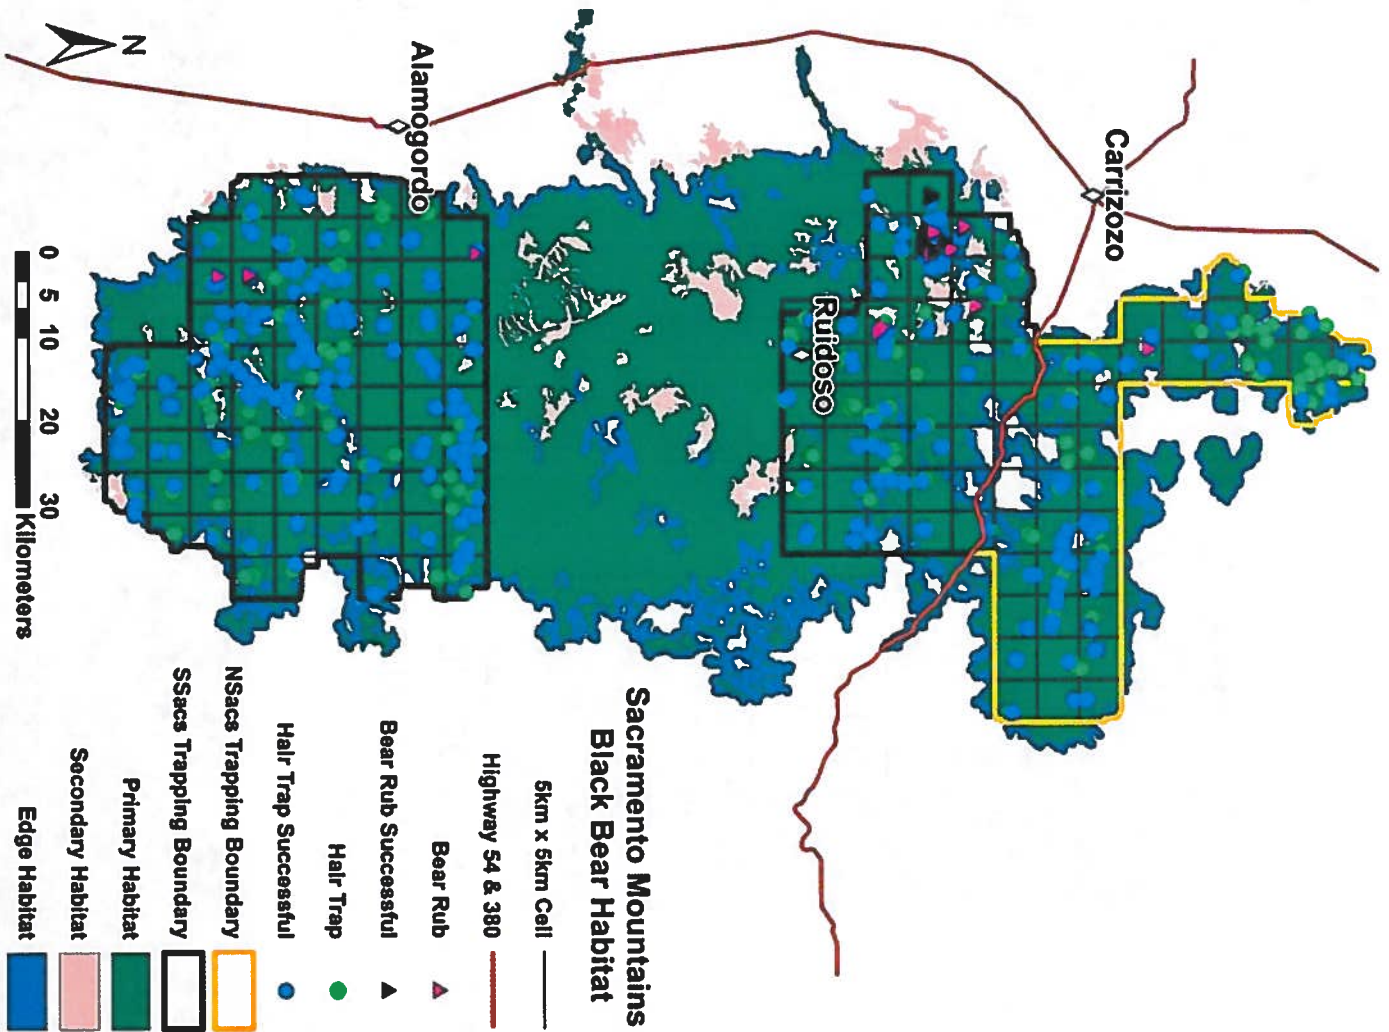 Sacramento Mountains
Black Bear Habitat
5km x 5km Cell
Highway 54 & 380
Bear Rub
Bear Rub Successful
Hair Trap
Hair Trap Successful
NSacs Trapping Boundary
SSacs Trapping Boundary
Primary Habitat
Secondary Habitat
Edge Habitat
Carrizozo
Ruidoso
Alamogordo
N
0 5 10 20 30
Kilometers